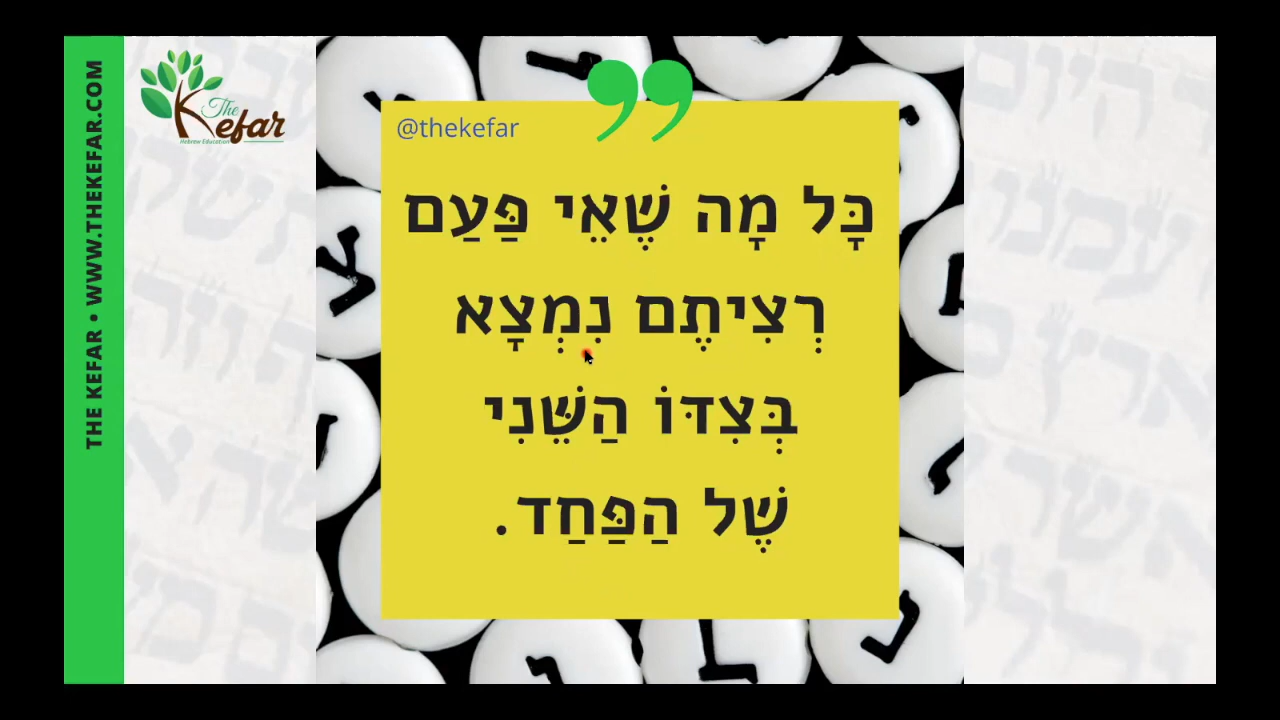 THE KEFAR • WWW.THEKEFAR.COM
The Kefar
Hebrew Education
@thekefar
כָּל מָה שֶׁאֵי פַּעַם
רְצִיתֶם נִמְצָא
בְּצִדּוֹ הַשֵּׁנִי
שֶׁל הַפַּחַד.